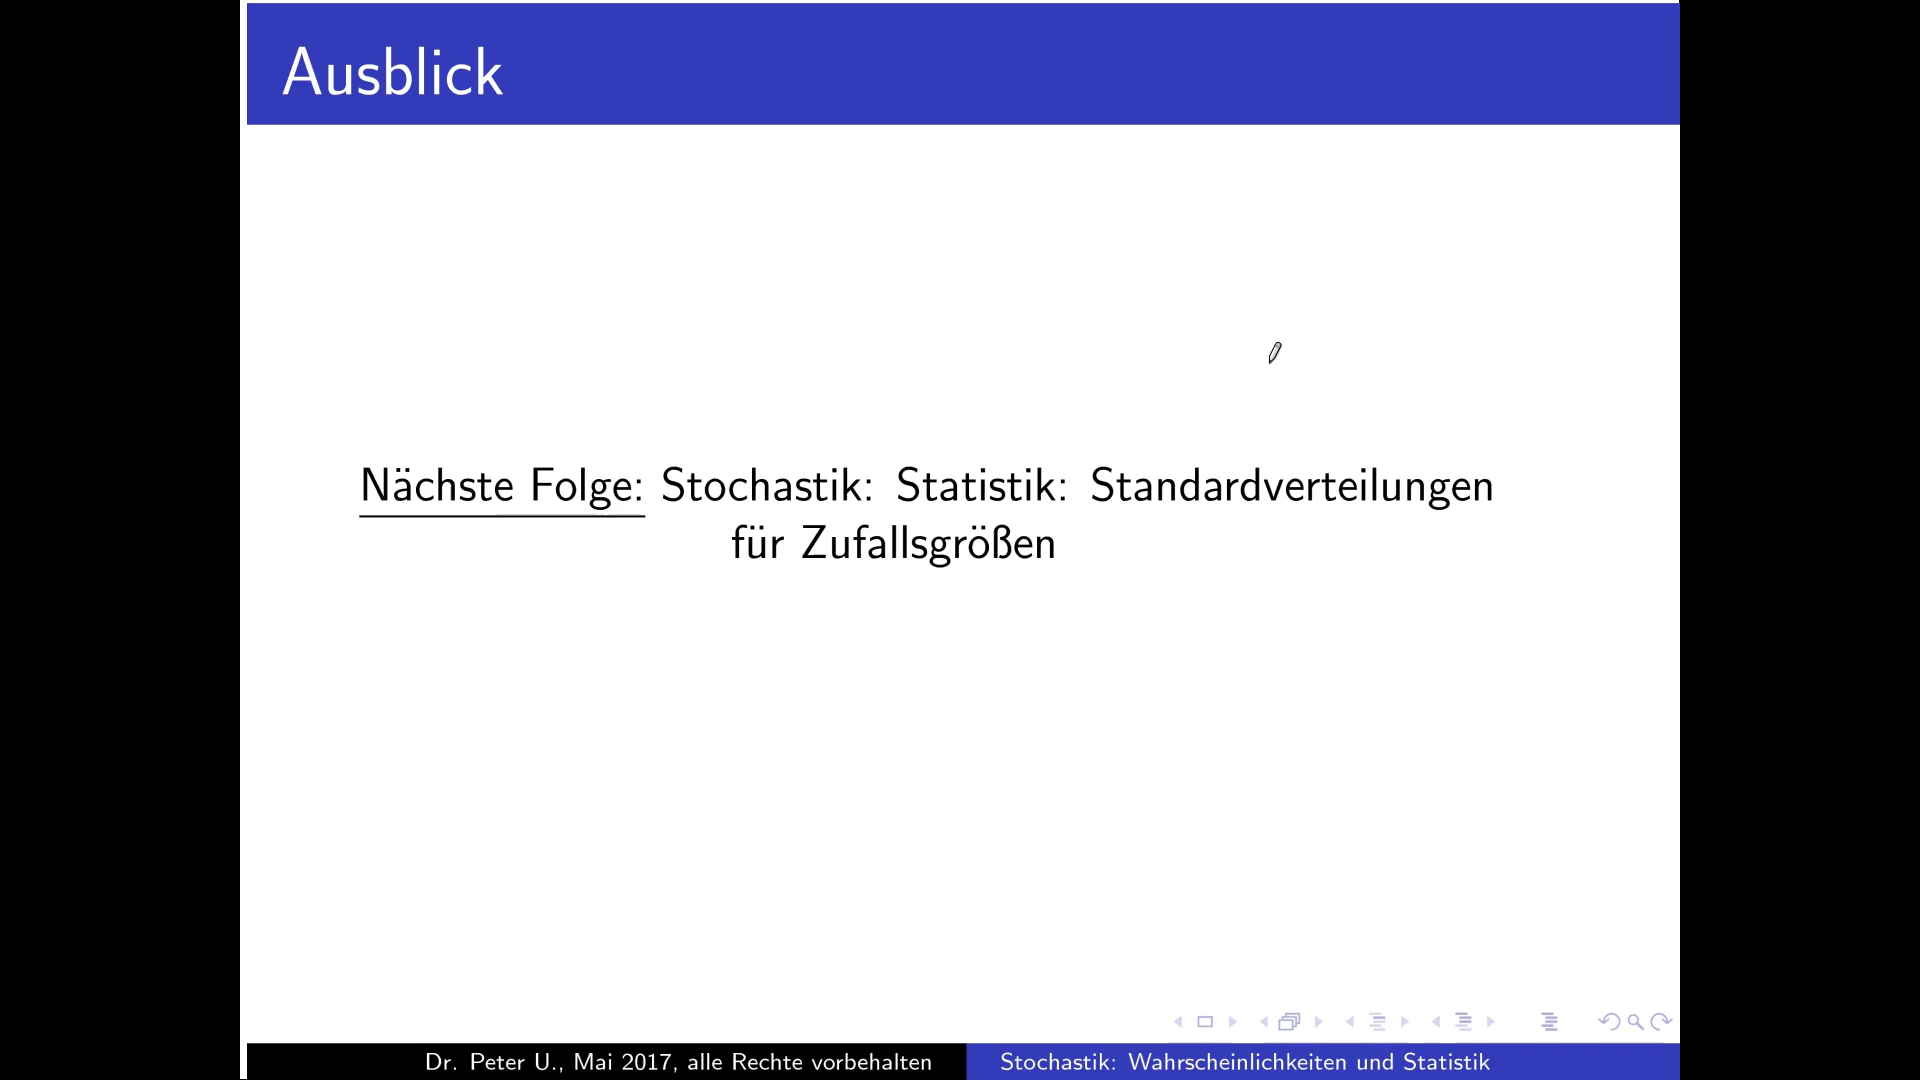 Ausblick
Nächste Folge: Stochastik: Statistik: Standardverteilungen
für Zufallsgrößen
Dr. Peter U., Mai 2017, alle Rechte vorbehalten
Stochastik: Wahrscheinlichkeiten und Statistik